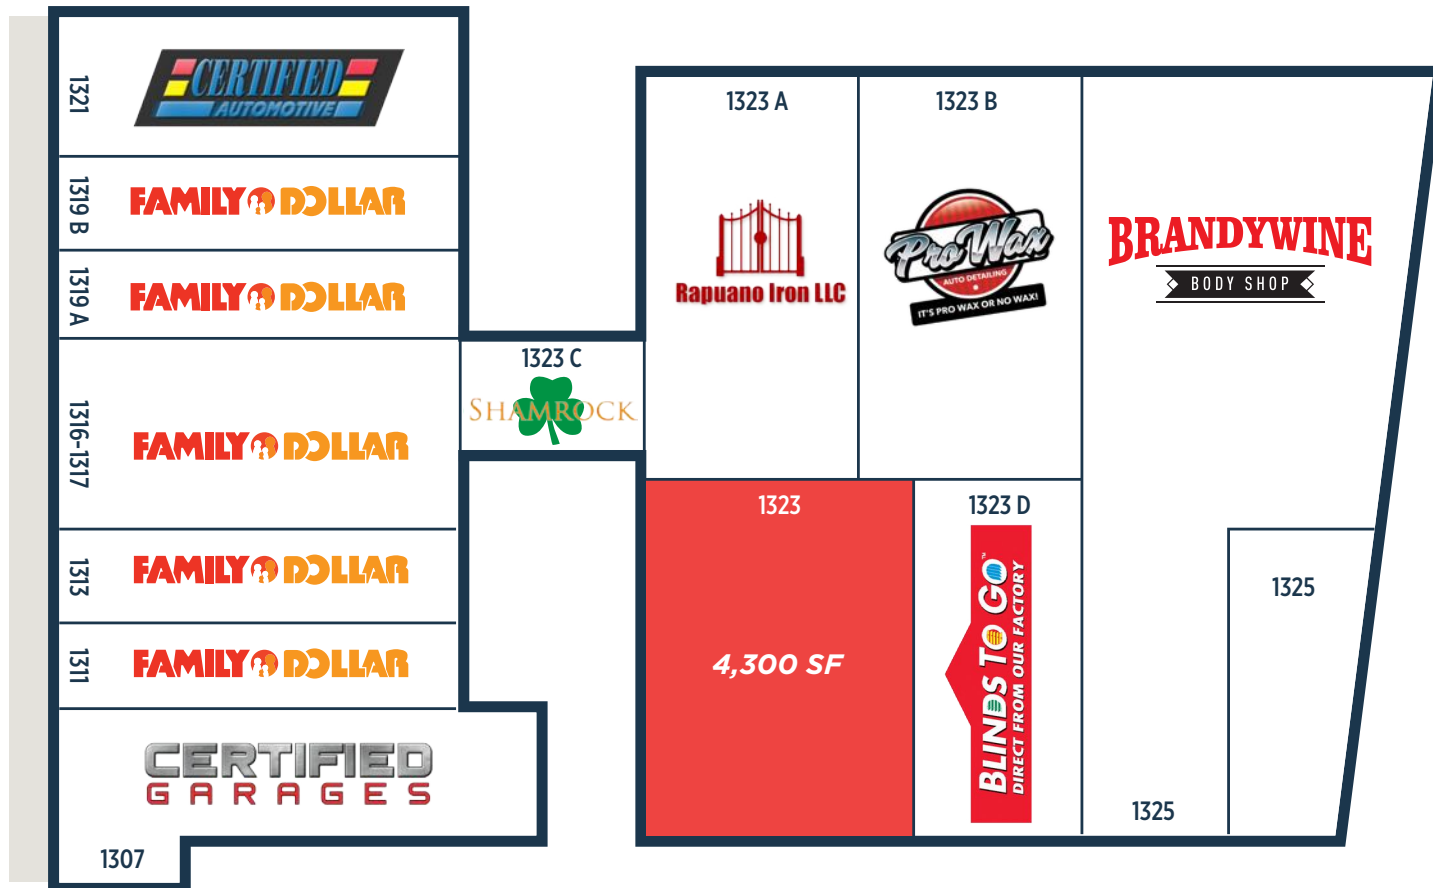 1321
CERTIFIED
AUTOMOTIVE
1319 B
FAMILY DOLLAR
1319 A
FAMILY DOLLAR
1316-1317
FAMILY DOLLAR
1313
FAMILY DOLLAR
1311
FAMILY DOLLAR
CERTIFIED
GARAGES
1307
1323 C
SHAMROCK
1323 A
Rapuano Iron LLC
1323 B
Pro Wax
AUTO DETAILING
IT'S PRO WAX OR NO WAX!
BRANDYWINE
BODY SHOP
1323
4,300 SF
1323 D
BLINDS TO GO™
DIRECT FROM OUR FACTORY
1325
1325